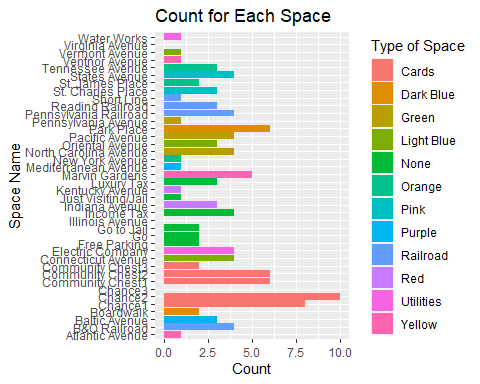 Count for Each Space
Space Name
Water Works
Virginia Avenue
Vermont Avenue
Ventnor Avenue
Tennessee Avenue
States Avenue
St. James Place
St. Charles Place
Short Line
Reading Railroad
Pennsylvania Railroad
Pennsylvania Avenue
Park Place
Pacific Avenue
Oriental Avenue
North Carolina Avenue
New York Avenue
Mediterranean Avenue
Marvin Gardens
Luxury Tax
Kentucky Avenue
Just Visiting/Jail
Indiana Avenue
Income Tax
Illinois Avenue
Go to Jail
Go
Free Parking
Electric Company
Connecticut Avenue
Community Chest3
Community Chest2
Community Chest1
Chance3
Chance2
Chance1
Boardwalk
Baltic Avenue
B&O Railroad
Atlantic Avenue
0.0 2.5 5.0 7.5 10.0
Count
Type of Space
Cards
Dark Blue
Green
Light Blue
None
Orange
Pink
Purple
Railroad
Red
Utilities
Yellow